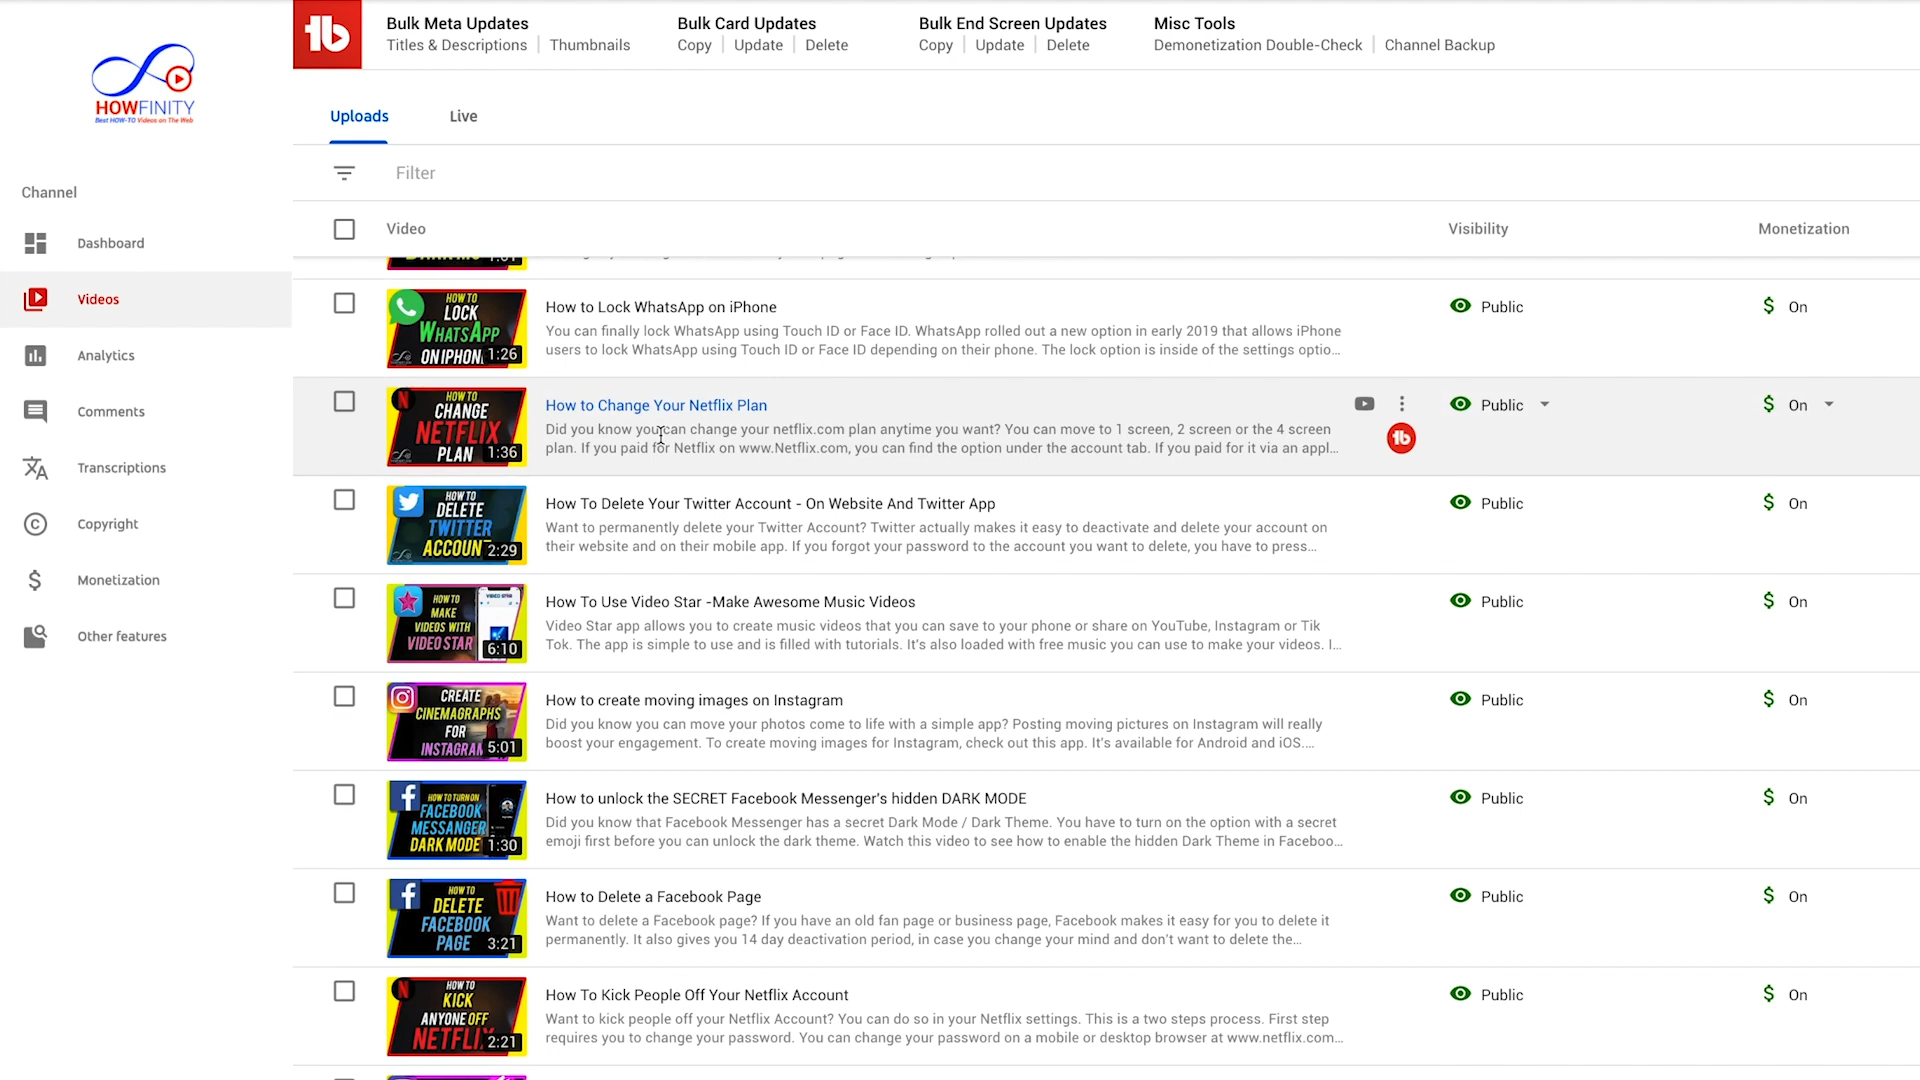 Bulk Meta Updates
Titles & Descriptions
Thumbnails
Bulk Card Updates
Copy
Update
Delete
Bulk End Screen Updates
Copy
Update
Delete
Misc Tools
Demonetization Double-Check
Channel Backup
HOWFINITY
Best HOW-TO Videos on The Web
Channel
Dashboard
Videos
Analytics
Comments
Transcriptions
Copyright
Monetization
Other features
Uploads
Live
Filter
Video
Visibility
Monetization
HOW TO
LOCK
WHATSAPP
ON IPHON
1:26
How to Lock WhatsApp on iPhone
You can finally lock WhatsApp using Touch ID or Face ID. WhatsApp rolled out a new option in early 2019 that allows iPhone
users to lock WhatsApp using Touch ID or Face ID depending on their phone. The lock option is inside of the settings optio...
Public
On
HOW TO
CHANGE
NETFLIX
PLAN
1:36
How to Change Your Netflix Plan
Did you know you can change your netflix.com plan anytime you want? You can move to 1 screen, 2 screen or the 4 screen
plan. If you paid for Netflix on www.Netflix.com, you can find the option under the account tab. If you paid for it via an appl...
Public
On
HOW TO
DELETE
TWITTER
ACCOUNT
2:29
How To Delete Your Twitter Account - On Website And Twitter App
Want to permanently delete your Twitter Account? Twitter actually makes it easy to deactivate and delete your account on
their website and on their mobile app. If you forgot your password to the account you want to delete, you have to press...
Public
On
HOW TO
MAKE
VIDEOS WITH
VIDEO STAR
VIDEO STAR
6:10
How To Use Video Star -Make Awesome Music Videos
Video Star app allows you to create music videos that you can save to your phone or share on YouTube, Instagram or Tik
Tok. The app is simple to use and is filled with tutorials. It's also loaded with free music you can use to make your videos. I...
Public
On
CREATE
CINEMAGRAPHS
FOR
INSTAGRA
5:01
How to create moving images on Instagram
Did you know you can move your photos come to life with a simple app? Posting moving pictures on Instagram will really
boost your engagement. To create moving images for Instagram, check out this app. It's available for Android and iOS....
Public
On
HOW TO TURN ON
FACEBOOK
MESSANGER
DARK MODE
1:30
How to unlock the SECRET Facebook Messenger's hidden DARK MODE
Did you know that Facebook Messenger has a secret Dark Mode / Dark Theme. You have to turn on the option with a secret
emoji first before you can unlock the dark theme. Watch this video to see how to enable the hidden Dark Theme in Faceboo...
Public
On
HOW TO
DELETE
FACEBOOK
PAGE
3:21
How to Delete a Facebook Page
Want to delete a Facebook page? If you have an old fan page or business page, Facebook makes it easy for you to delete it
permanently. It also gives you 14 day deactivation period, in case you change your mind and don't want to delete the...
Public
On
HOW TO
KICK
ANYONE OFF
NETFLI
2:21
How To Kick People Off Your Netflix Account
Want to kick people off your Netflix Account? You can do so in your Netflix settings. This is a two steps process. First step
requires you to change your password. You can change your password on a mobile or desktop browser at www.netflix.com...
Public
On